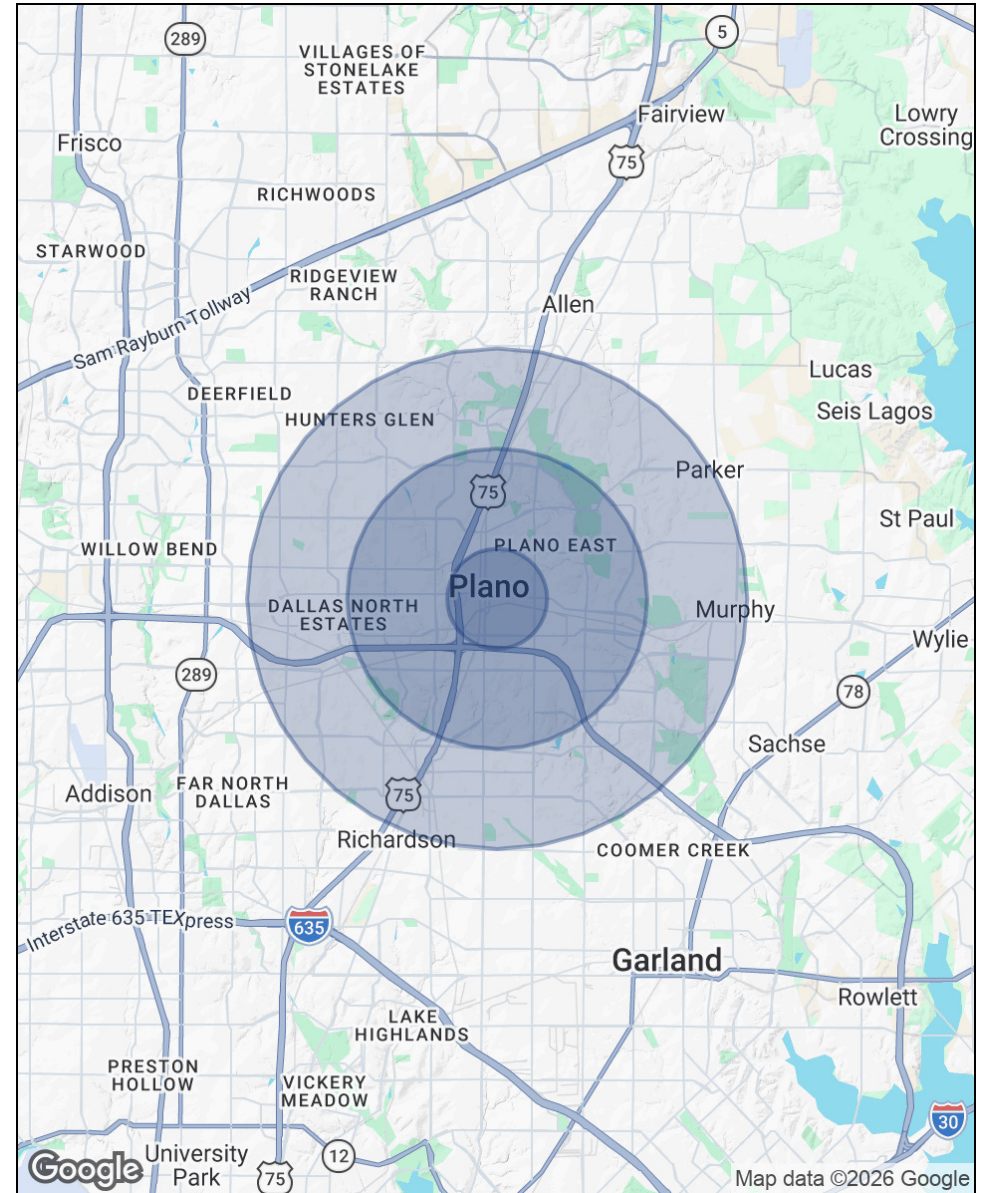 289
5
VILLAGES OF
STONELAKE
ESTATES
Fairview
Lowry
Crossing
Frisco
75
RICHWOODS
STARWOOD
RIDGEVIEW
RANCH
Allen
Sam Rayburn Tollway
Lucas
DEERFIELD
HUNTERS GLEN
Seis Lagos
Parker
75
St Paul
WILLOW BEND
PLANO EAST
Plano
DALLAS NORTH
ESTATES
Murphy
Wylie
289
78
Sachse
Addison
FAR NORTH
DALLAS
75
Richardson
COOMER CREEK
Interstate 635 TEXpress
635
Garland
Rowlett
LAKE
HIGHLANDS
PRESTON
HOLLOW
VICKERY
MEADOW
30
University
Park
12
75
Google
Map data ©2026 Google